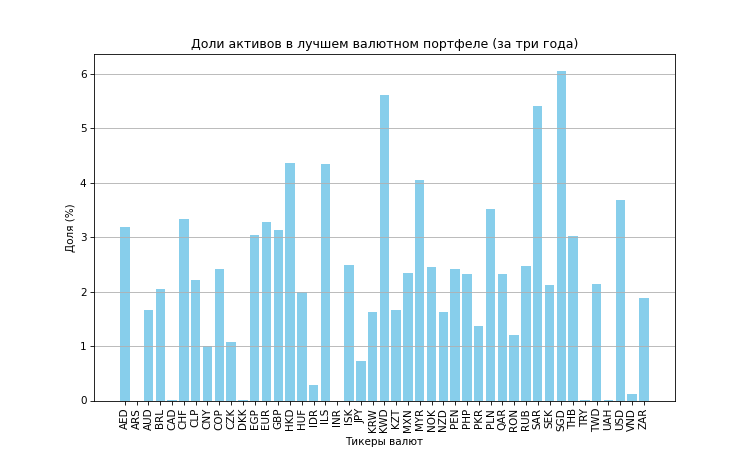 Доли активов в лучшем валютном портфеле (за три года)
Доля (%)
6
5
4
3
2
1
0
AED ARS AUD BRL CAD CHF CLP CNY COP CZK DKK EGP EUR GBP HKD HUF IDR ILS INR ISK JPY KRW KWD KZT MXN MYR NOK NZD PEN PHP PKR PLN QAR RON RUB SAR SEK SGD THB TRY TWD UAH USD VND ZAR
Тикеры валют